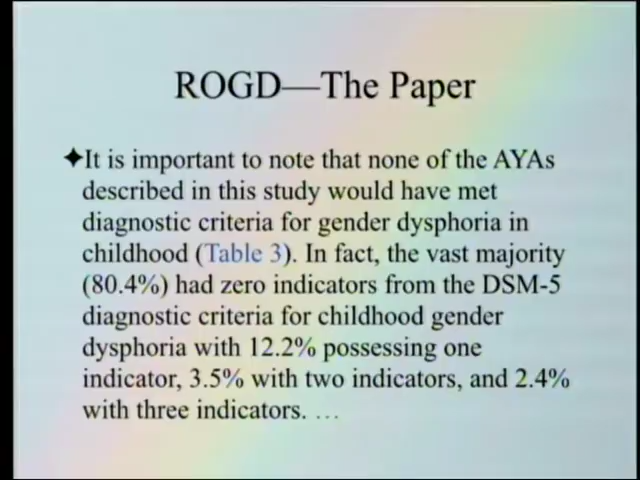 ROGD—The Paper
✦It is important to note that none of the AYAs
described in this study would have met
diagnostic criteria for gender dysphoria in
childhood (Table 3). In fact, the vast majority
(80.4%) had zero indicators from the DSM-5
diagnostic criteria for childhood gender
dysphoria with 12.2% possessing one
indicator, 3.5% with two indicators, and 2.4%
with three indicators. …